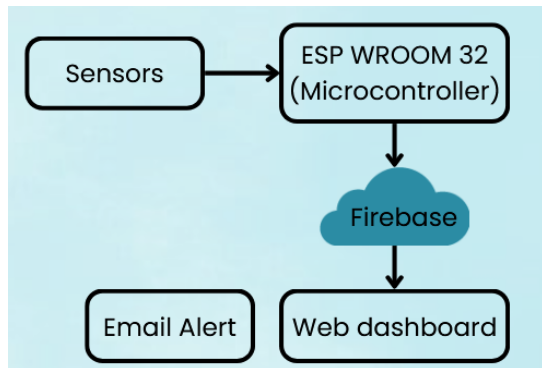 Sensors
ESP WROOM 32
(Microcontroller)
Firebase
Email Alert
Web dashboard